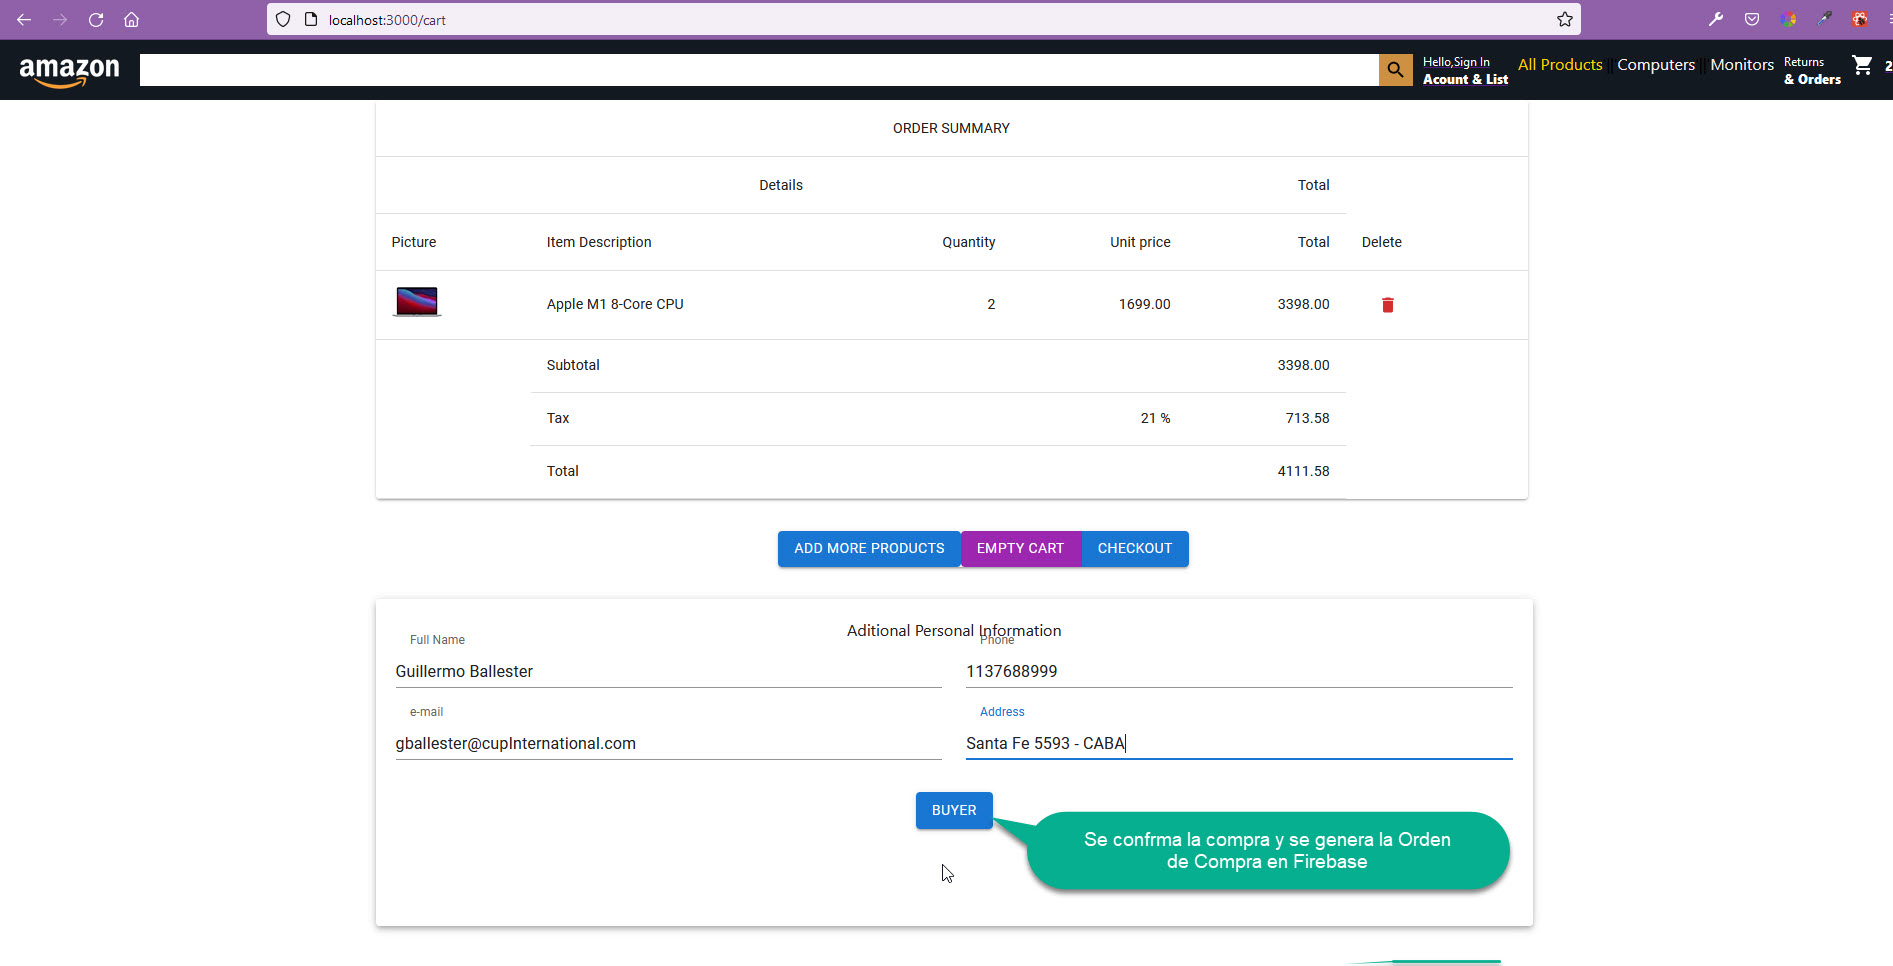 localhost:3000/cart
amazon
Hello,Sign In
Acount & List
All Products
Computers
Monitors
Returns
& Orders
2
ORDER SUMMARY
Details Total
Picture Item Description Quantity Unit price Total Delete
Apple M1 8-Core CPU 2 1699.00 3398.00
Subtotal 3398.00
Tax 21 % 713.58
Total 4111.58
ADD MORE PRODUCTS EMPTY CART CHECKOUT
Aditional Personal Information
Full Name Phone
Guillermo Ballester 1137688999
e-mail Address
gballester@cupInternational.com Santa Fe 5593 - CABA
BUYER
Se confrma la compra y se genera la Orden
de Compra en Firebase